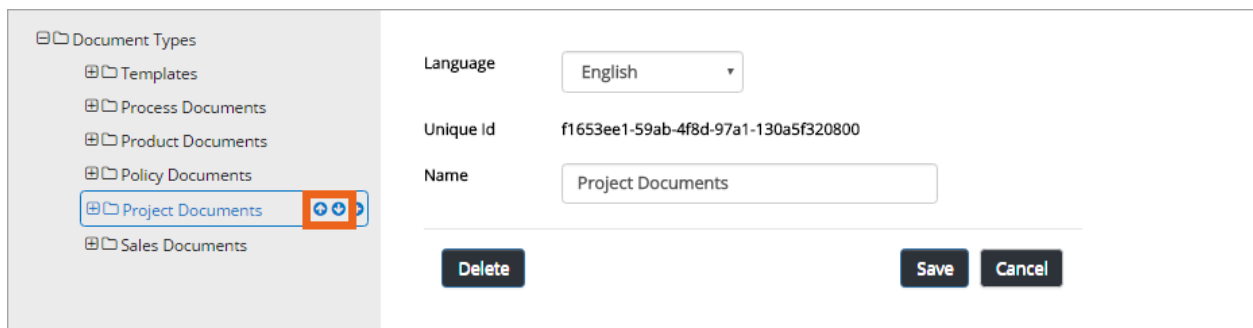 Document Types
Templates
Process Documents
Product Documents
Policy Documents
Project Documents
Sales Documents
Language
English
Unique Id
f1653ee1-59ab-4f8d-97a1-130a5f320800
Name
Project Documents
Delete
Save
Cancel